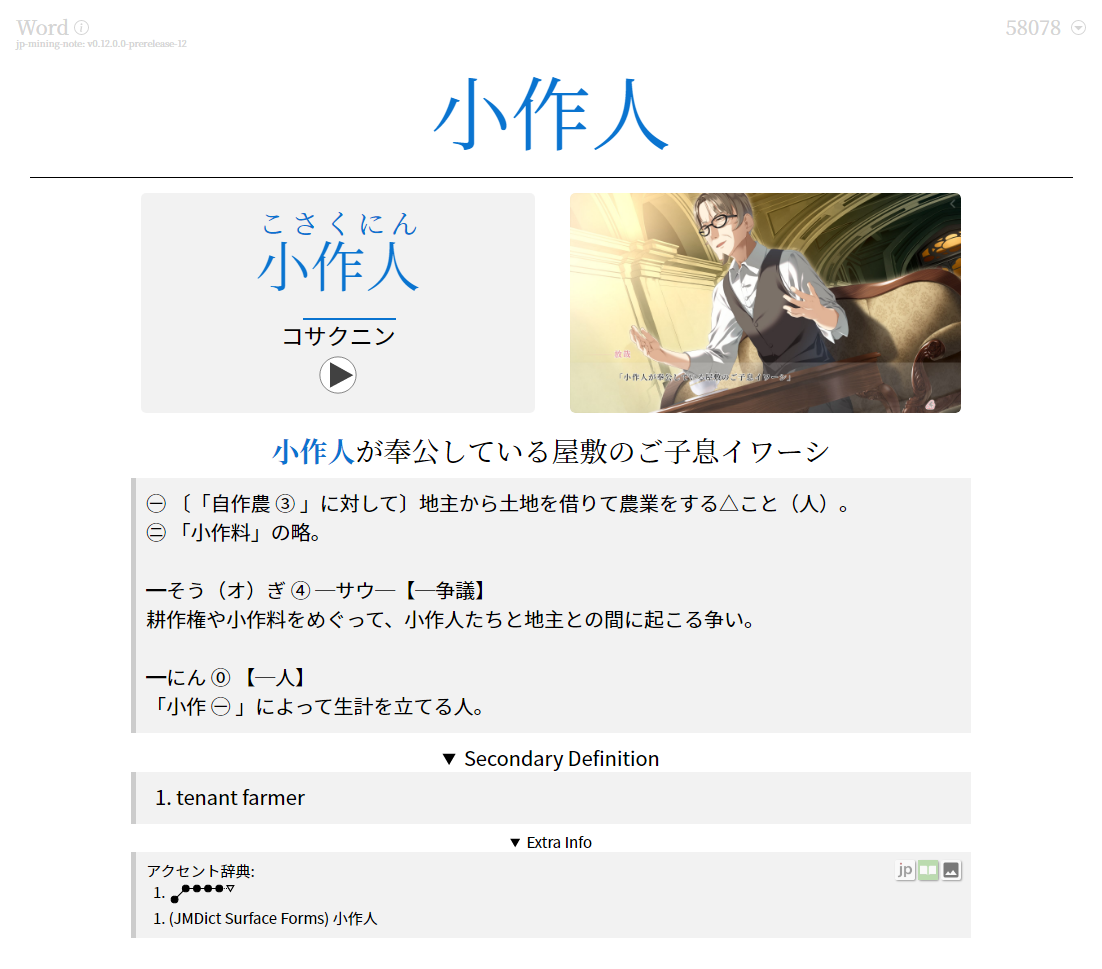 Word
58078
jp-mining-note: v0.12.0.0-prerelease-12
小作人
こさくにん
小作人
コサクニン
牧哉
「小作人が奉公している屋敷のご子息イワーシ」
小作人が奉公している屋敷のご子息イワーシ
㊀〔「自作農 ③ 」に対して〕地主から土地を借りて農業をする△こと（人）。
㊁「小作料」の略。
━そう（オ）ぎ ④ ─サウ─【─争議】
耕作権や小作料をめぐって、小作人たちと地主との間に起こる争い。
━にん ⓪ 【─人】
「小作 ㊀ 」によって生計を立てる人。
▼ Secondary Definition
1. tenant farmer
▼ Extra Info
アクセント辞典:
jp
1.
1. (JMDict Surface Forms) 小作人